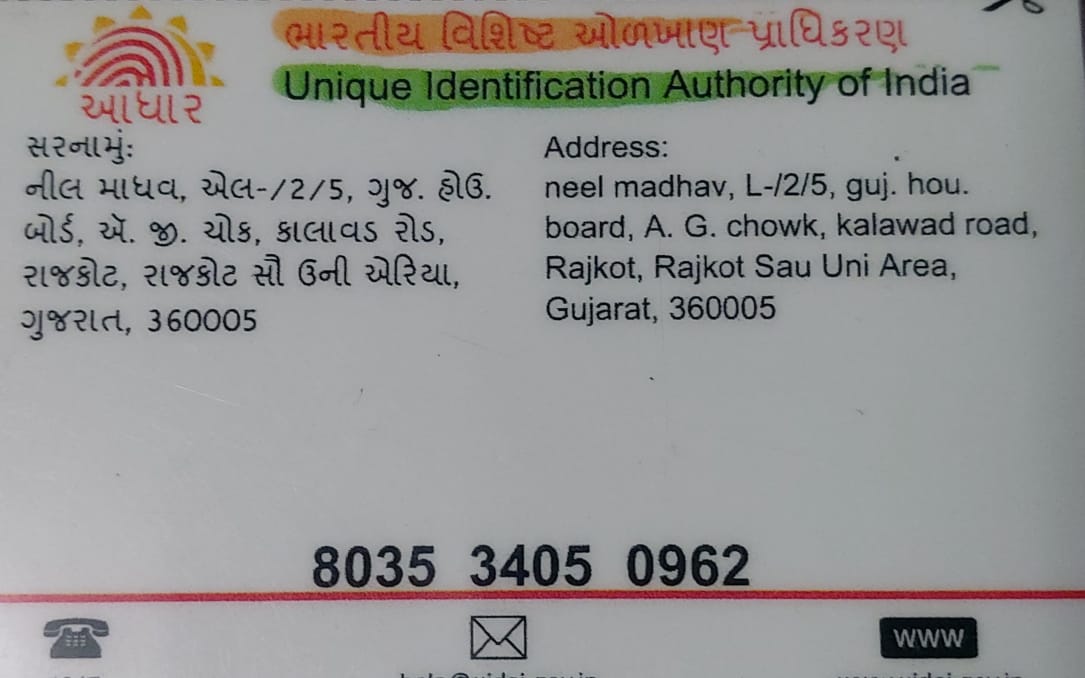 ભારતીય વિશિષ્ટ ઓળખાણ પ્રાધિકરણ
Unique Identification Authority of India
આધાર
સરનામું:
નીલ માધવ, એલ-/2/5, ગુજ. હોઉ.
બોર્ડ, એ. જી. ચોક, કાલાવડ રોડ,
રાજકોટ, રાજકોટ સૌ ઉની એરિયા,
ગુજરાત, 360005
Address:
neel madhav, L-/2/5, guj. hou.
board, A. G. chowk, kalawad road,
Rajkot, Rajkot Sau Uni Area,
Gujarat, 360005
8035 3405 0962
www